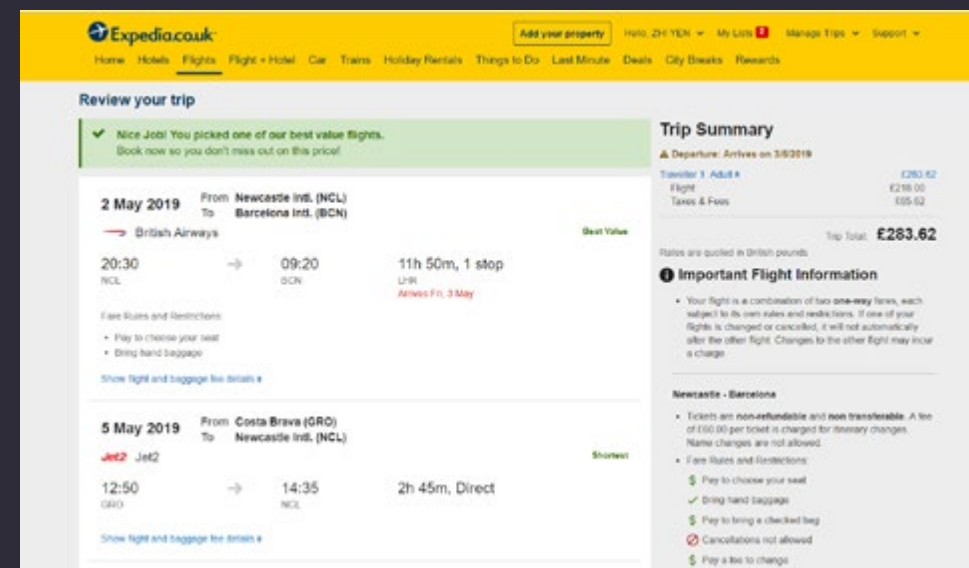 Expedia.co.uk
Add your property
Hello, ZHI YEN
My Lists
Manage Trips
Support
Home Hotels Flights Flight + Hotel Car Trains Holiday Rentals Things to Do Last Minute Deals City Breaks Rewards
Review your trip
Nice Job! You picked one of our best value flights.
Book now so you don't miss out on this price!
2 May 2019
From Newcastle Intl. (NCL)
To Barcelona Intl. (BCN)
British Airways
Best Value
20:30
09:20
11h 50m, 1 stop
NCL
BCN
LHR
Arrives Fri, 3 May
Fare Rules and Restrictions:
• Pay to choose your seat
• Bring hand baggage
Show flight and baggage fee details
5 May 2019
From Costa Brava (GRO)
To Newcastle Intl. (NCL)
Jet2 Jet2
Shortest
12:50
14:35
2h 45m, Direct
GRO
NCL
Show flight and baggage fee details
Trip Summary
Departure: Arrives on 3/5/2019
Traveller 1: Adult
Flight £218.00
Taxes & Fees £65.62
Trip Total: £283.62
Rates are quoted in British pounds
Important Flight Information
• Your flight is a combination of two one-way fares, each
subject to its own rules and restrictions. If one of your
flights is changed or cancelled, it will not automatically
alter the other flight. Changes to the other flight may incur
a charge
Newcastle - Barcelona
• Tickets are non-refundable and non transferable. A fee
of £60.00 per ticket is charged for itinerary changes.
Name changes are not allowed.
• Fare Rules and Restrictions:
$ Pay to choose your seat
Bring hand baggage
$ Pay to bring a checked bag
Cancellations not allowed
$ Pay a fee to change